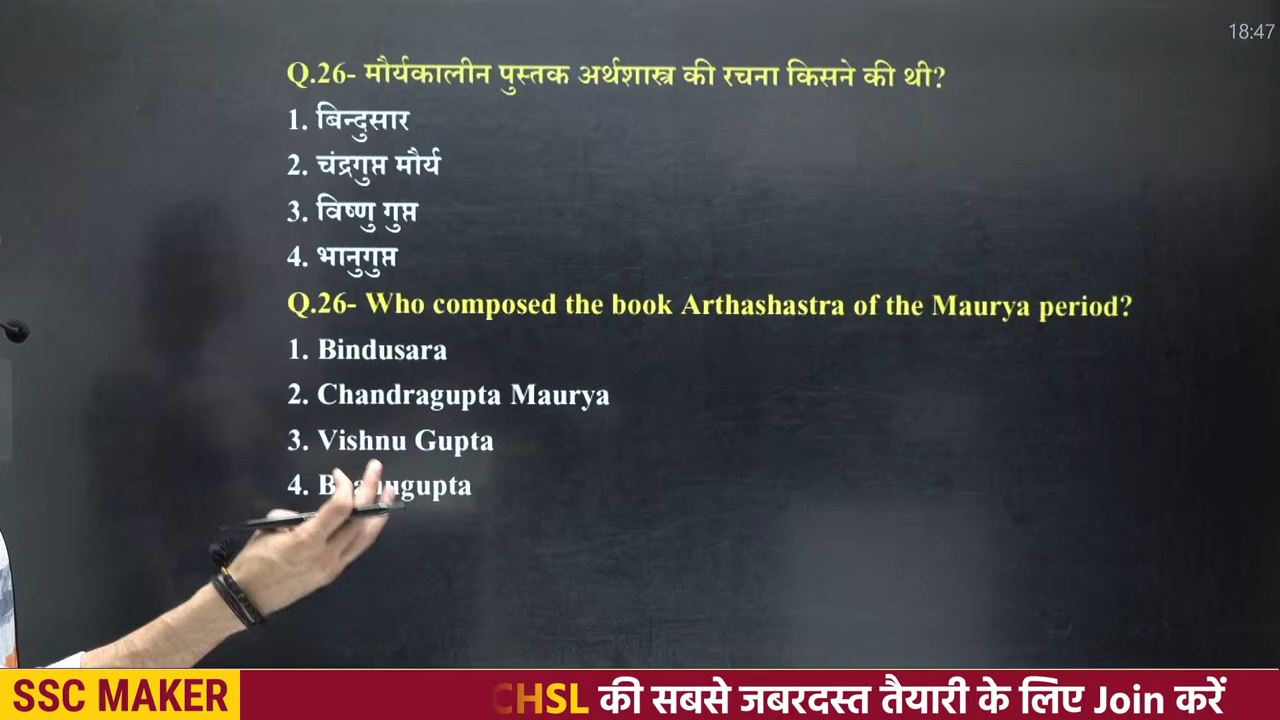 18:47
Q.26- मौर्यकालीन पुस्तक अर्थशास्त्र की रचना किसने की थी?
1. बिन्दुसार
2. चंद्रगुप्त मौर्य
3. विष्णु गुप्त
4. भानुगुप्त
Q.26- Who composed the book Arthashastra of the Maurya period?
1. Bindusara
2. Chandragupta Maurya
3. Vishnu Gupta
4. Bhanugupta
SSC MAKER
CHSL की सबसे जबरदस्त तैयारी के लिए Join करें